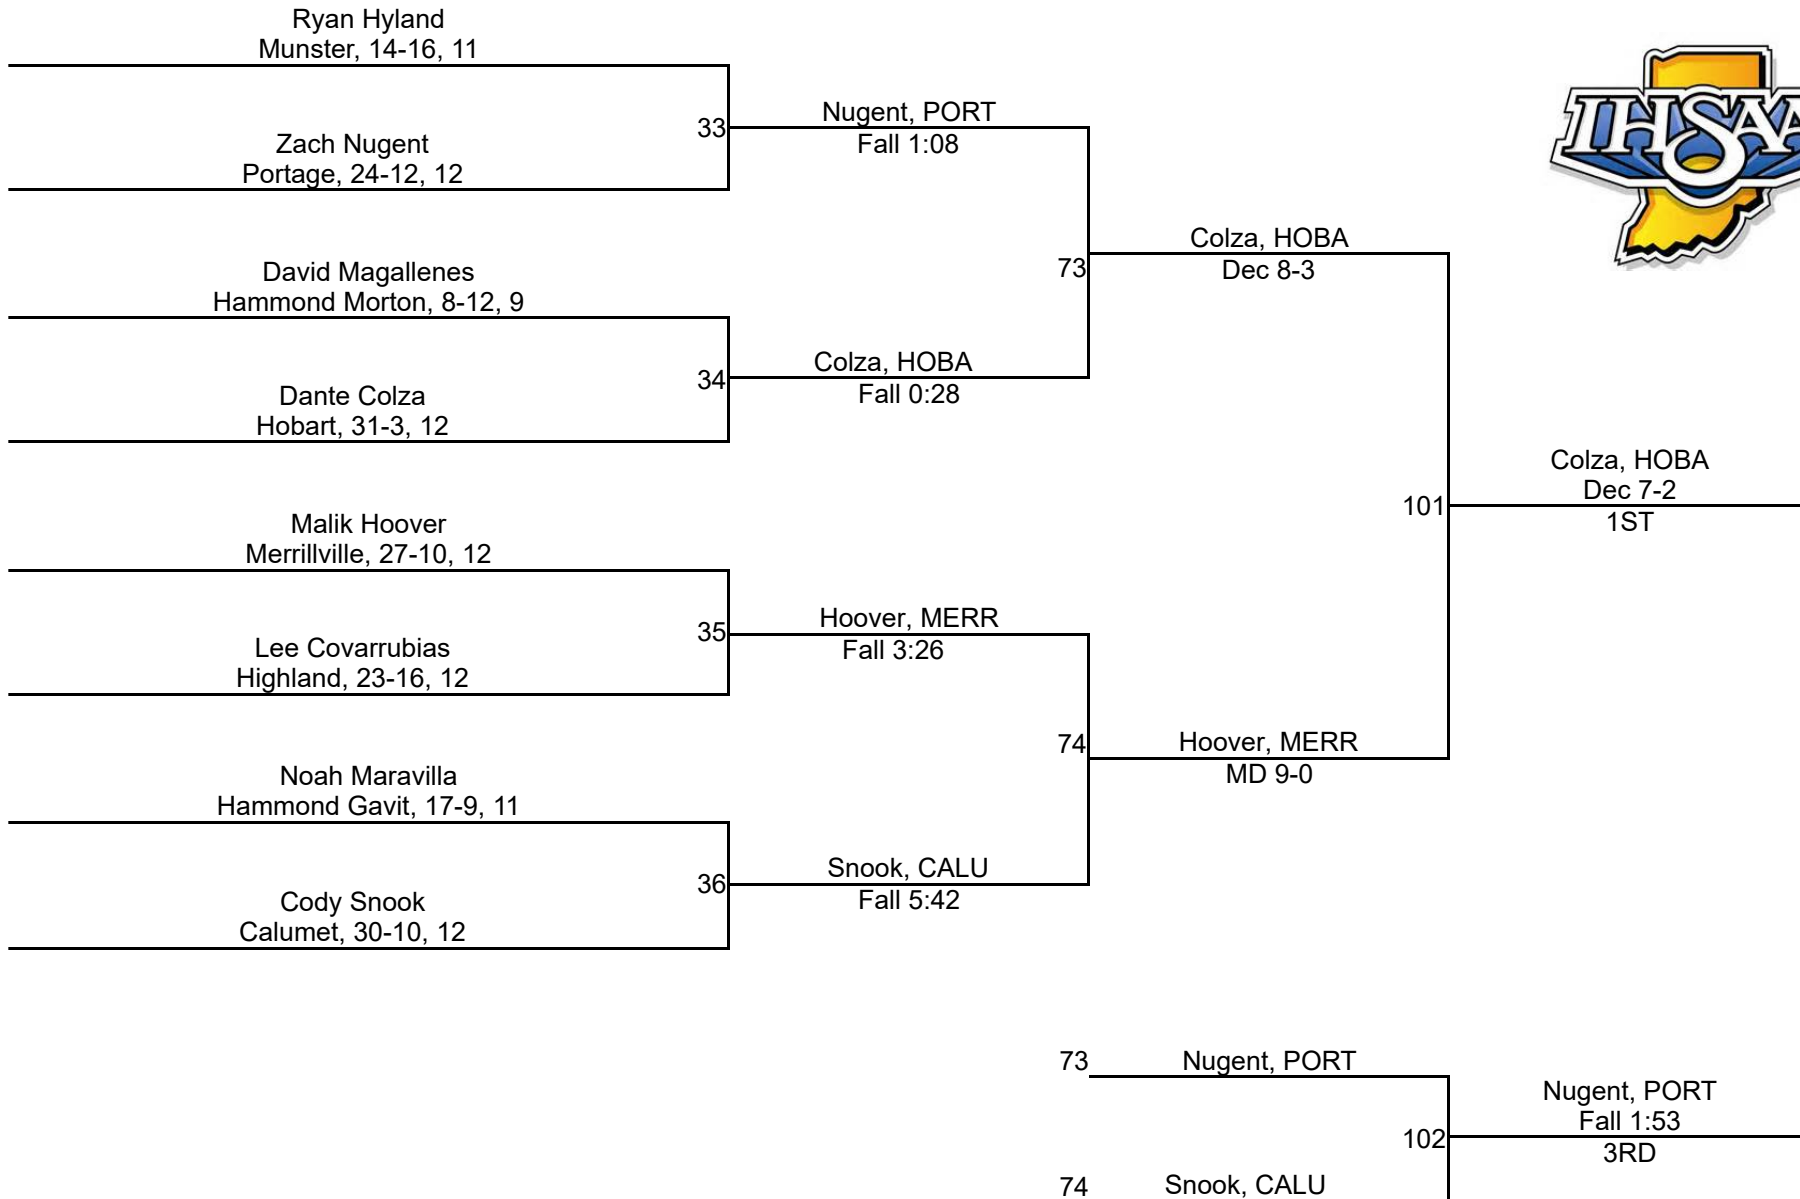 Ryan Hyland
Munster, 14-16, 11
33
Nugent, PORT
Fall 1:08
Zach Nugent
Portage, 24-12, 12
David Magallenes
Hammond Morton, 8-12, 9
34
Colza, HOBA
Fall 0:28
Dante Colza
Hobart, 31-3, 12
73
Colza, HOBA
Dec 8-3
Malik Hoover
Merrillville, 27-10, 12
35
Hoover, MERR
Fall 3:26
Lee Covarrubias
Highland, 23-16, 12
Noah Maravilla
Hammond Gavit, 17-9, 11
36
Snook, CALU
Fall 5:42
Cody Snook
Calumet, 30-10, 12
74
Hoover, MERR
MD 9-0
101
Colza, HOBA
Dec 7-2
1ST
IHSAA
73
Nugent, PORT
102
Nugent, PORT
Fall 1:53
3RD
74
Snook, CALU